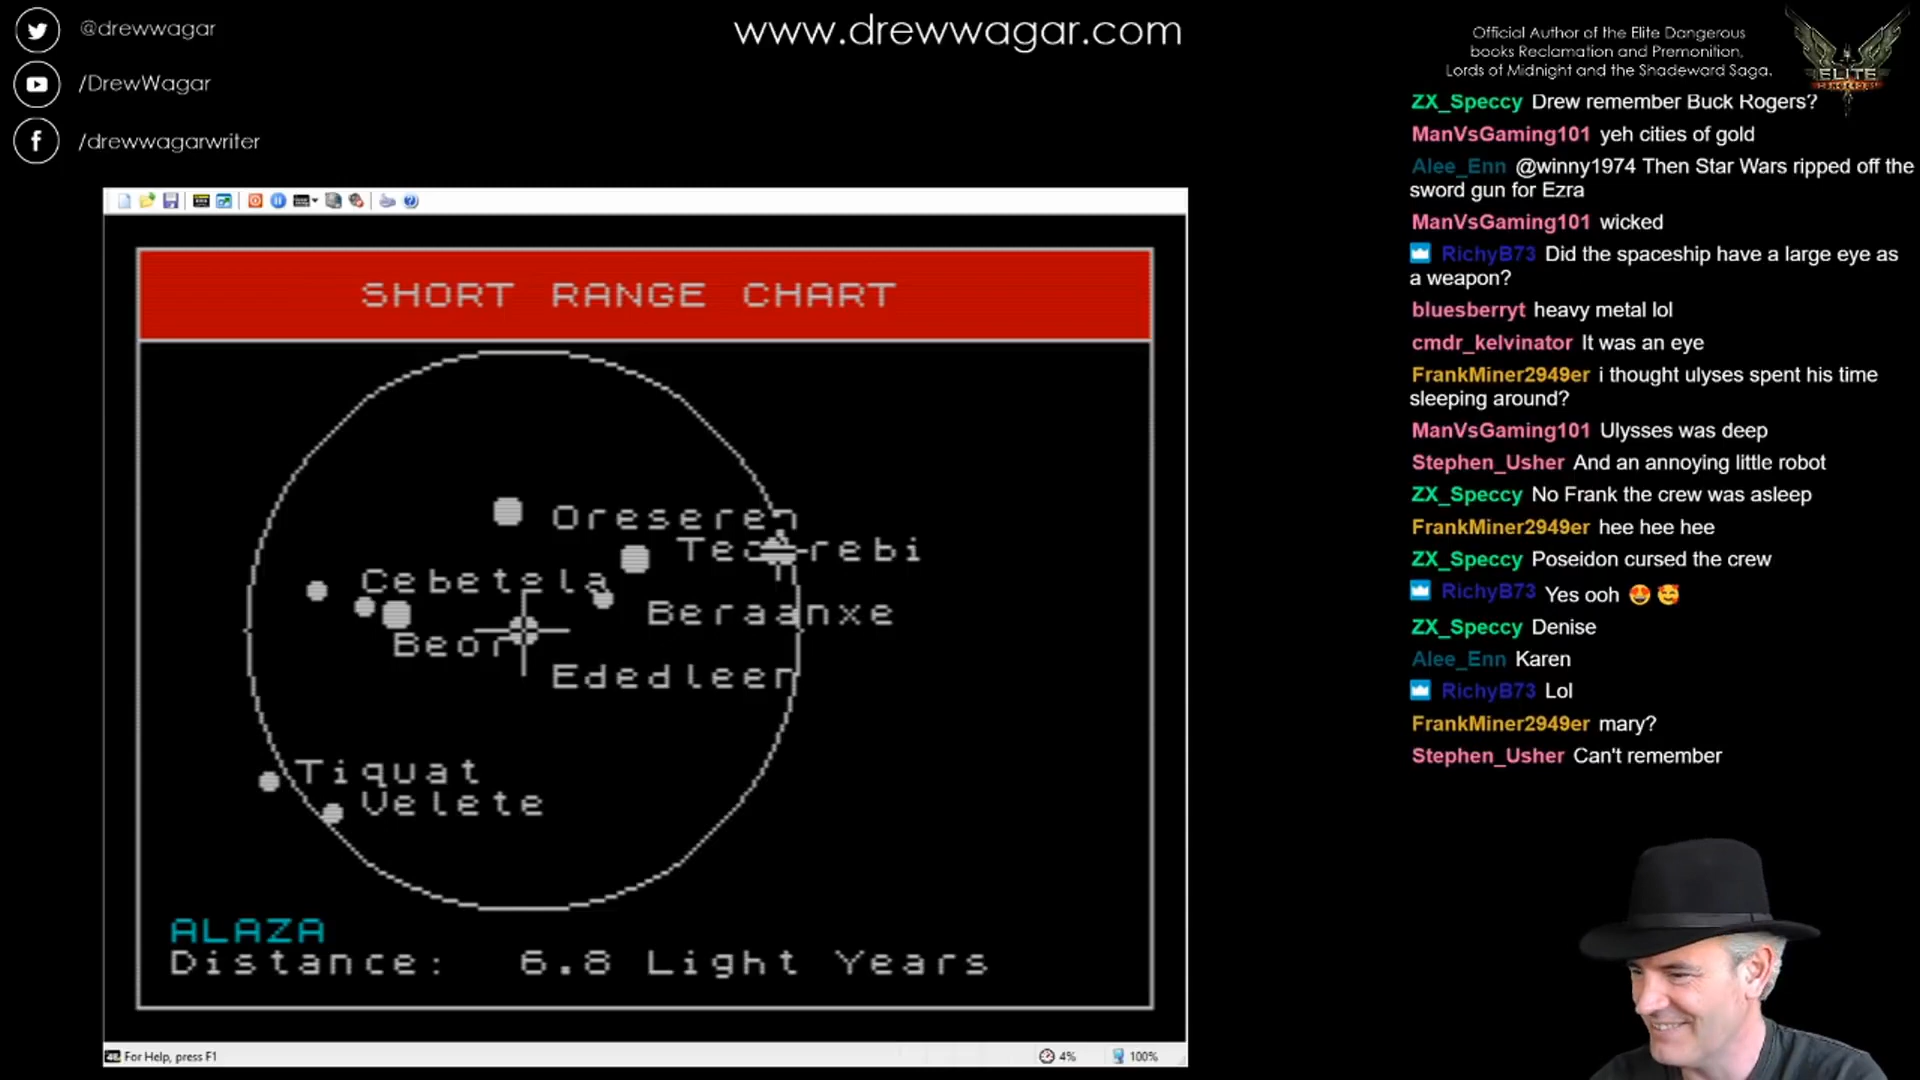 @drewwagar
/DrewWagar
/drewwagarwriter
www.drewwagar.com
Official Author of the Elite Dangerous
books Reclamation and Premonition,
Lords of Midnight and the Shadeward Saga.
ELITE
DANGEROUS
SHORT RANGE CHART
Oreseren
Cebetela
Beraanxe
Ededleen
Tiquat
Velete
ALAZA
Distance: 6.8 Light Years
For Help, press F1
4%
100%
ZX_Speccy Drew remember Buck Rogers?
ManVsGaming101 yeh cities of gold
Alee_Enn @winny1974 Then Star Wars ripped off the
sword gun for Ezra
ManVsGaming101 wicked
RichyB73 Did the spaceship have a large eye as
a weapon?
bluesberryt heavy metal lol
cmdr_kelvinator It was an eye
FrankMiner2949er i thought ulyses spent his time
sleeping around?
ManVsGaming101 Ulysses was deep
Stephen_Usher And an annoying little robot
ZX_Speccy No Frank the crew was asleep
FrankMiner2949er hee hee hee
ZX_Speccy Poseidon cursed the crew
RichyB73 Yes ooh 😍 🥰
ZX_Speccy Denise
Alee_Enn Karen
RichyB73 Lol
FrankMiner2949er mary?
Stephen_Usher Can't remember